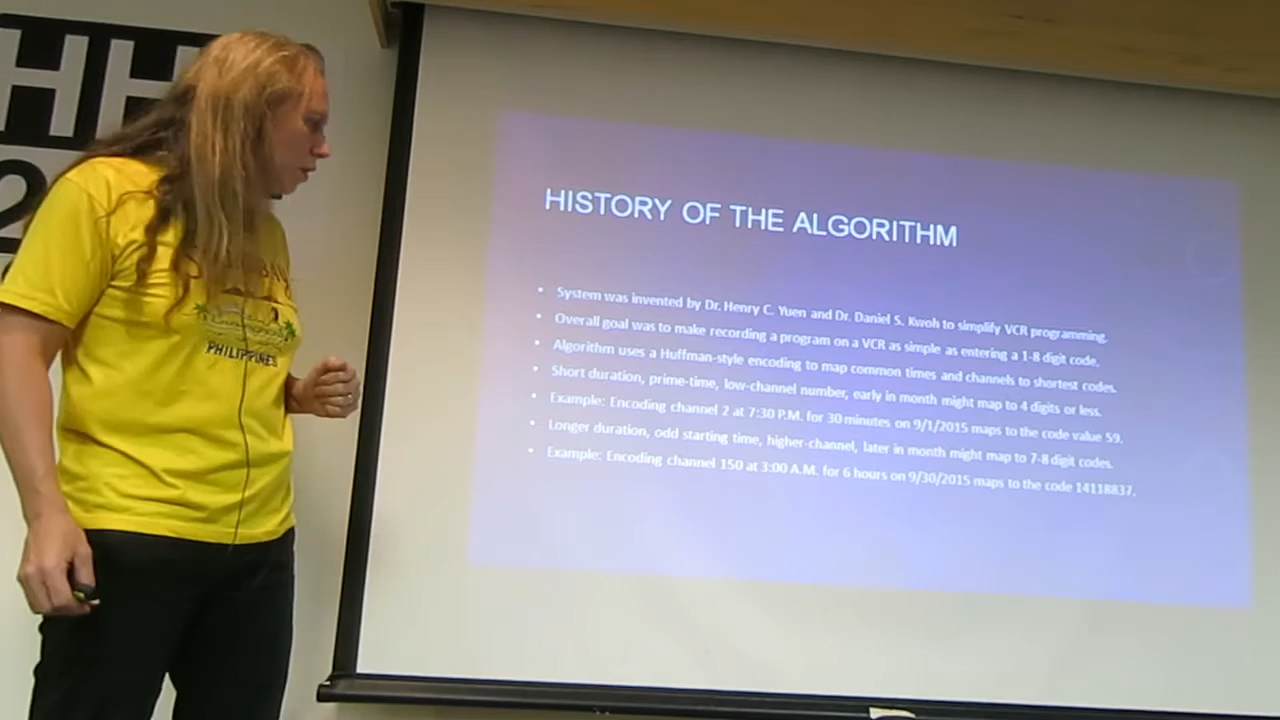 HH
2
PHILIPPINES
HISTORY OF THE ALGORITHM
• System was invented by Dr. Henry C. Yuen and Dr. Daniel S. Kwoh to simplify VCR programming.
• Overall goal was to make recording a program on a VCR as simple as entering a 1-8 digit code.
• Algorithm uses a Huffman-style encoding to map common times and channels to shortest codes.
• Short duration, prime-time, low-channel number, early in month might map to 4 digits or less.
• Example: Encoding channel 2 at 7:30 P.M. for 30 minutes on 9/1/2015 maps to the code value 59.
• Longer duration, odd starting time, higher-channel, later in month might map to 7-8 digit codes.
• Example: Encoding channel 150 at 3:00 A.M. for 6 hours on 9/30/2015 maps to the code 14118837.